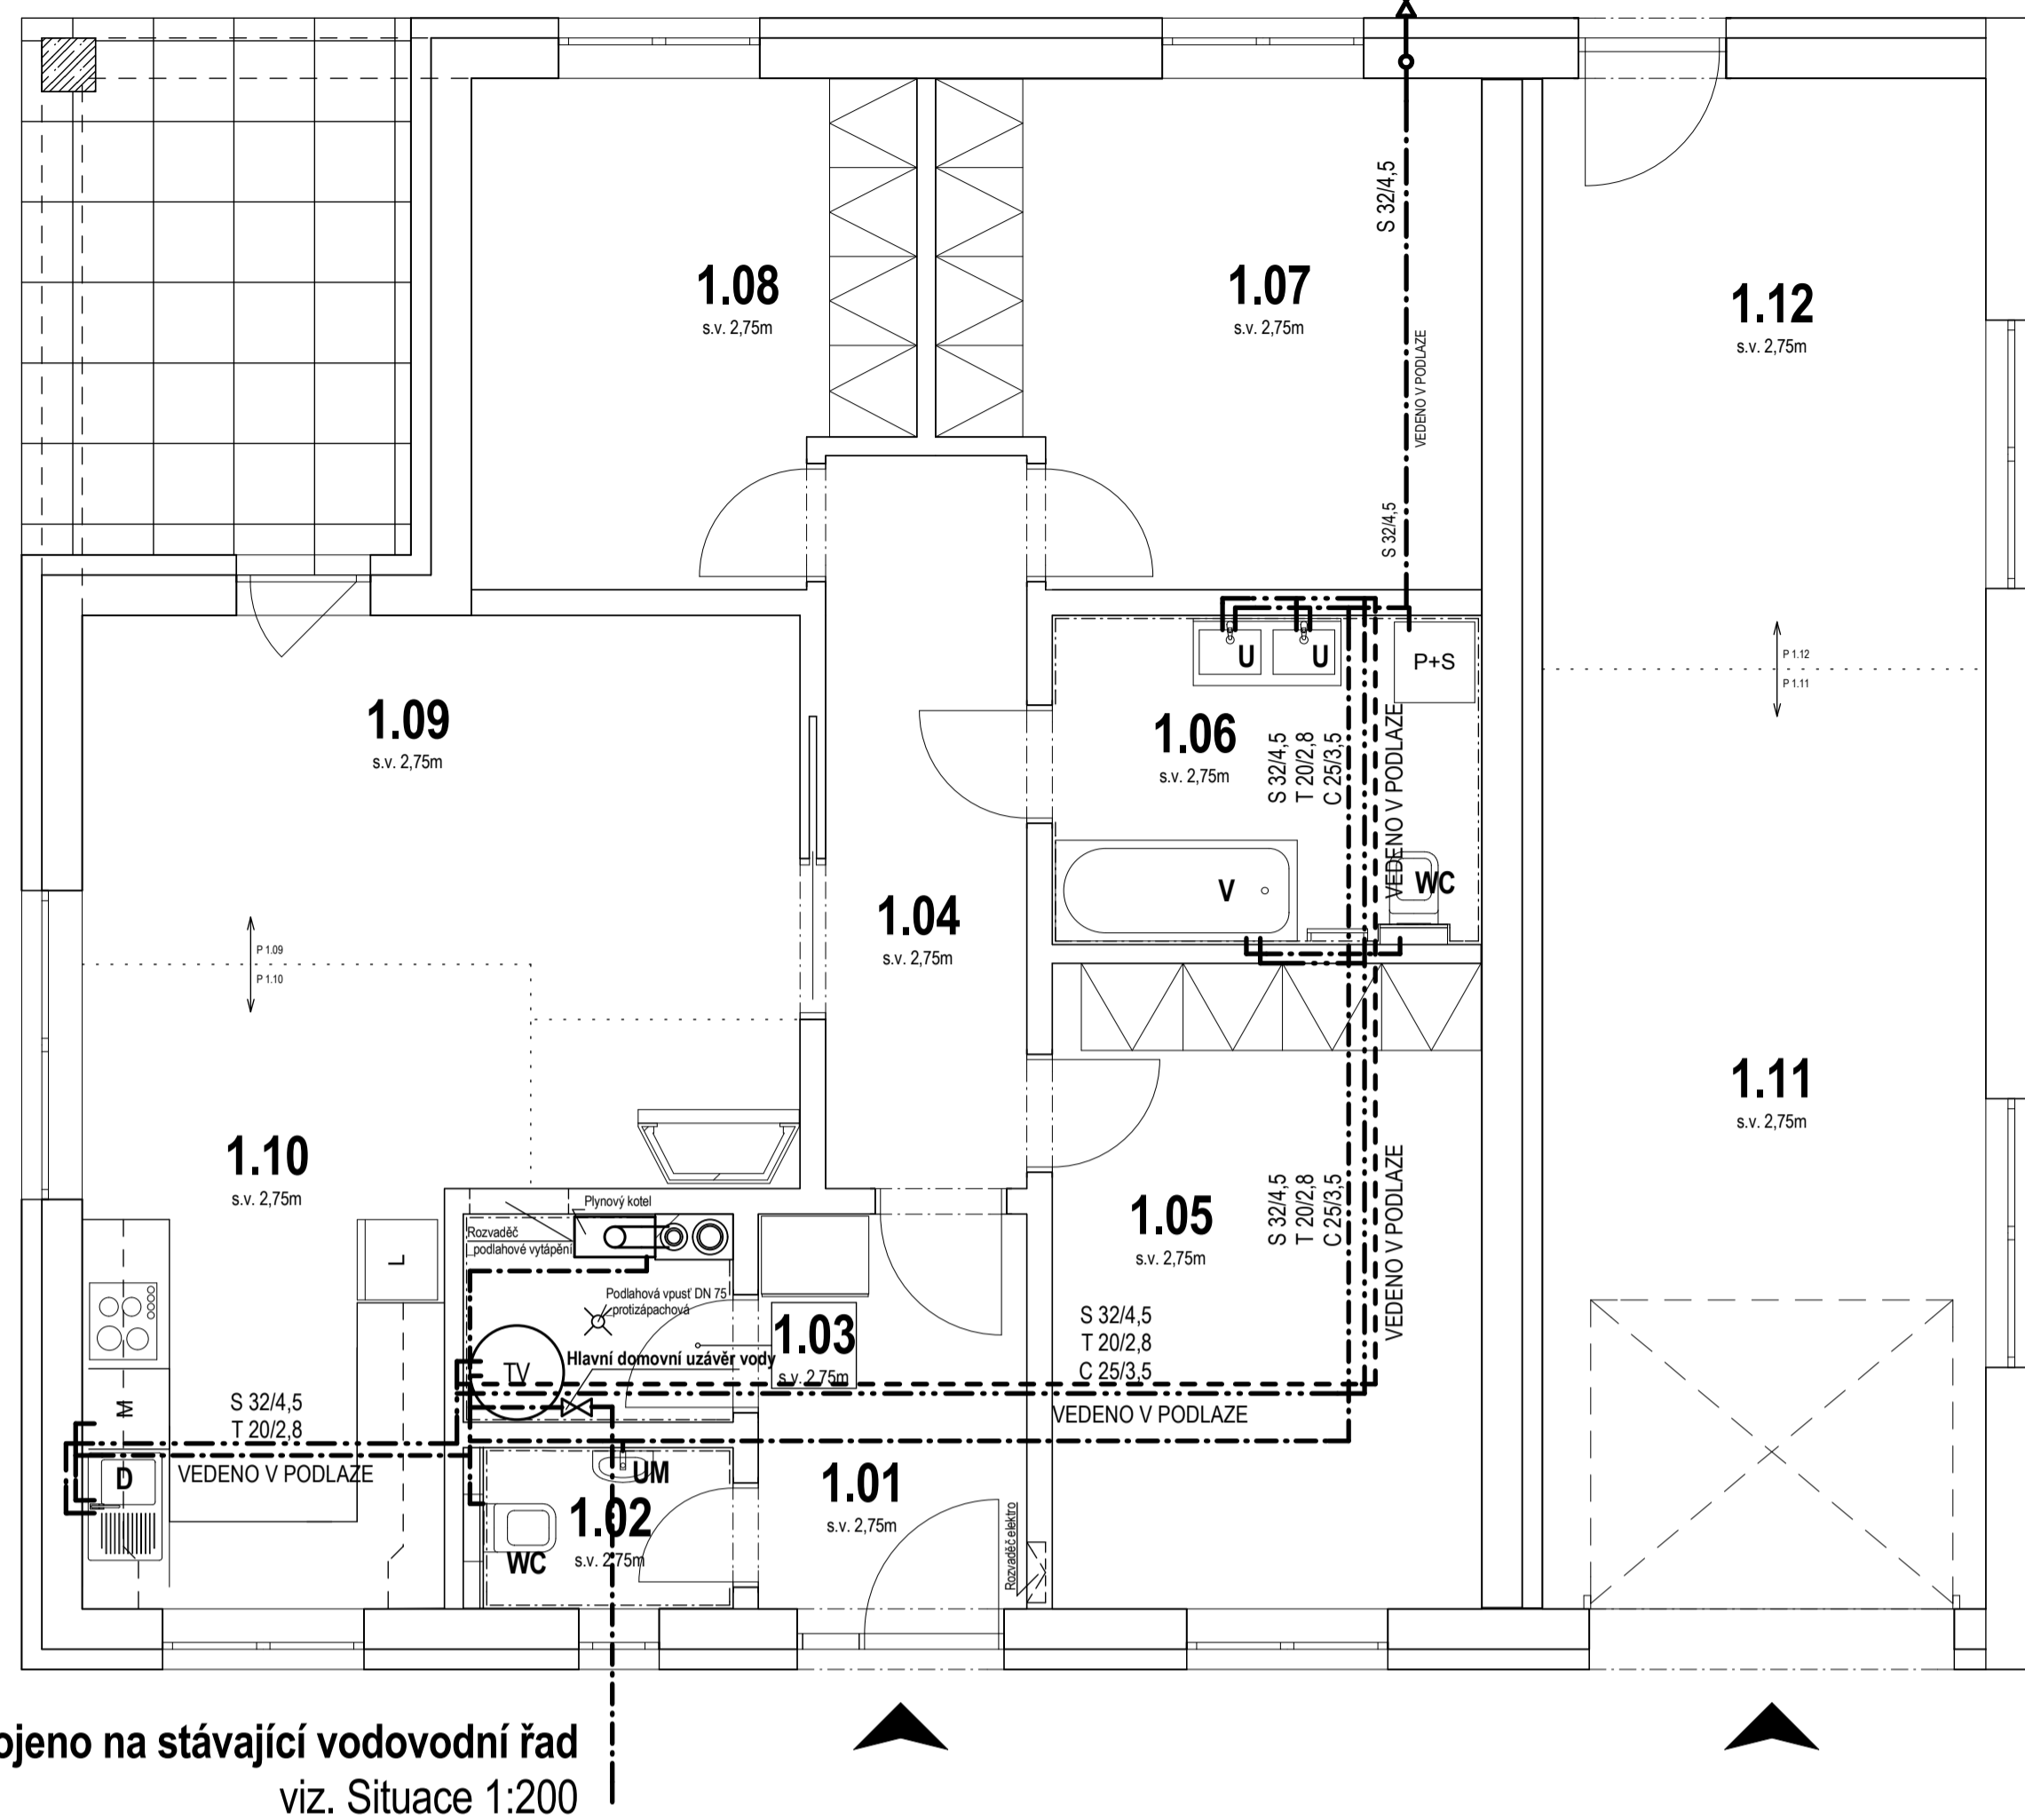 S 32/4,5
1.08
s.v. 2,75m
1.07
s.v. 2,75m
1.12
s.v. 2,75m
VEDENO V PODLAZE
S 32/4,5
1.09
s.v. 2,75m
P 1.09
P 1.10
1.04
s.v. 2,75m
U
U
P+S
1.06
s.v. 2,75m
S 32/4,5
T 20/2,8
C 25/3,5
VEDENO V PODLAZE
V
WC
P 1.12
P 1.11
1.11
s.v. 2,75m
1.10
s.v. 2,75m
L
Plynový kotel
Rozvaděč
podlahové vytápění
Podlahová vpusť DN 75
protizápachová
1.03
s.v. 2,75m
Hlavní domovní uzávěr vody
TV
1.05
s.v. 2,75m
S 32/4,5
T 20/2,8
C 25/3,5
VEDENO V PODLAZE
S 32/4,5
T 20/2,8
C 25/3,5
VEDENO V PODLAZE
M
S 32/4,5
T 20/2,8
VEDENO V PODLAZE
D
UM
1.02
s.v. 2,75m
WC
1.01
s.v. 2,75m
Rozvaděč elektro
ojeno na stávající vodovodní řad
viz. Situace 1:200